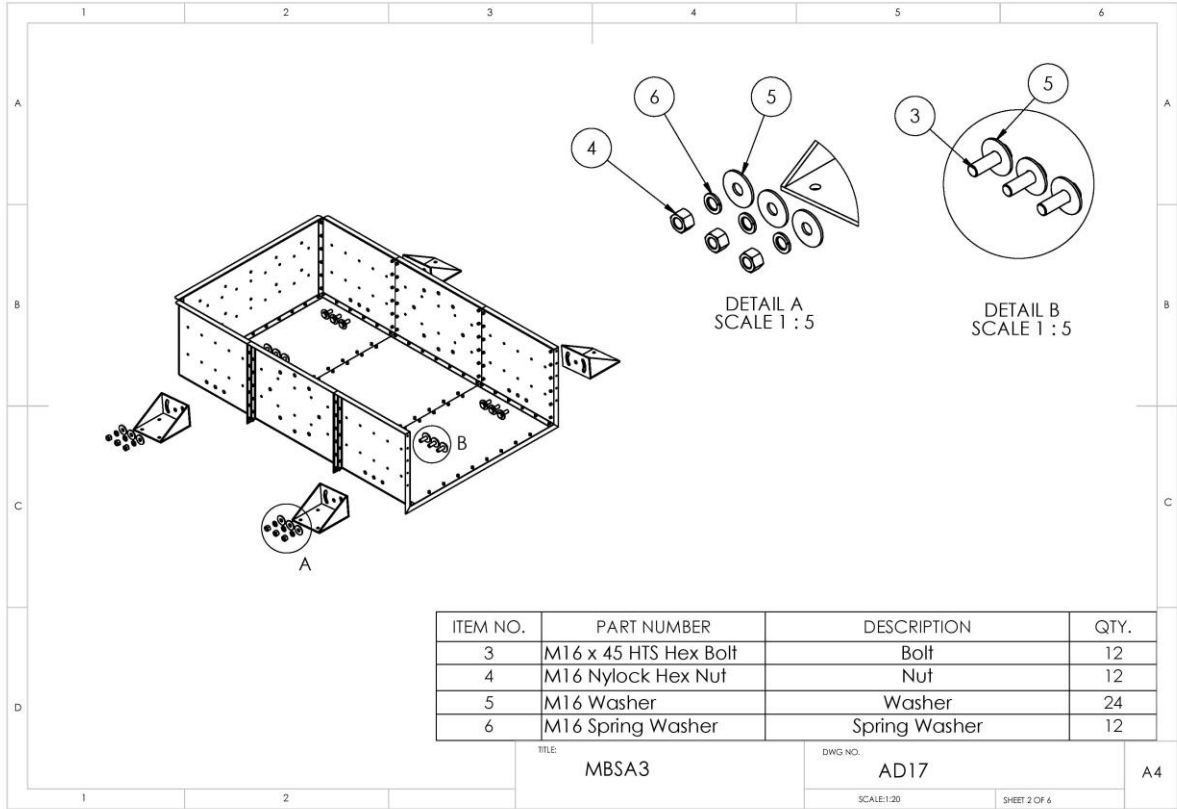 1 2 3 4 5 6
A A
6 5 5
3
4
DETAIL A
SCALE 1 : 5
DETAIL B
SCALE 1 : 5
B B
B
C C
A
ITEM NO. PART NUMBER DESCRIPTION QTY.
3 M16 x 45 HTS Hex Bolt Bolt 12
4 M16 Nylock Hex Nut Nut 12
5 M16 Washer Washer 24
6 M16 Spring Washer Spring Washer 12
D
TITLE:
MBSA3
DWG NO.
AD17
A4
SCALE:1:20
SHEET 2 OF 6
1 2